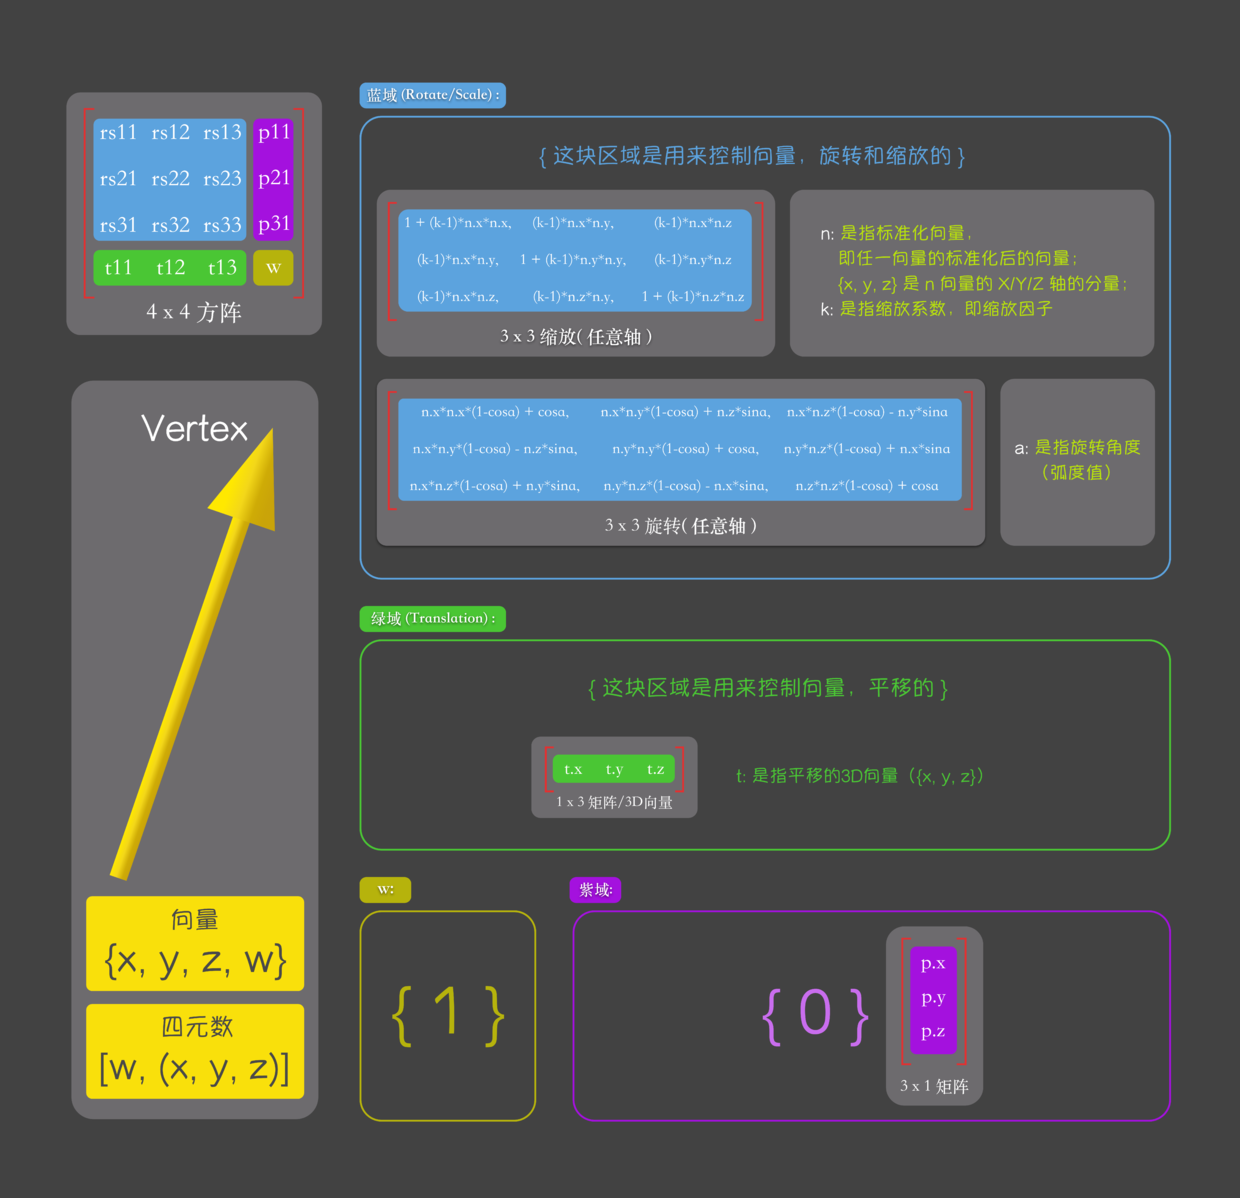 rs11 rs12 rs13 p11
rs21 rs22 rs23 p21
rs31 rs32 rs33 p31
t11 t12 t13 w
4 x 4 方阵
Vertex
向量
{x, y, z, w}
四元数
[w, (x, y, z)]
蓝域 (Rotate/Scale) :
{ 这块区域是用来控制向量，旋转和缩放的 }
1 + (k-1)*n.x*n.x, (k-1)*n.x*n.y, (k-1)*n.x*n.z
(k-1)*n.x*n.y, 1 + (k-1)*n.y*n.y, (k-1)*n.y*n.z
(k-1)*n.x*n.z, (k-1)*n.z*n.y, 1 + (k-1)*n.z*n.z
3 x 3 缩放( 任意轴 )
n: 是指标准化向量，
即任一向量的标准化后的向量；
{x, y, z} 是 n 向量的 X/Y/Z 轴的分量；
k: 是指缩放系数，即缩放因子
n.x*n.x*(1-cosa) + cosa, n.x*n.y*(1-cosa) + n.z*sina, n.x*n.z*(1-cosa) - n.y*sina
n.x*n.y*(1-cosa) - n.z*sina, n.y*n.y*(1-cosa) + cosa, n.y*n.z*(1-cosa) + n.x*sina
n.x*n.z*(1-cosa) + n.y*sina, n.y*n.z*(1-cosa) - n.x*sina, n.z*n.z*(1-cosa) + cosa
3 x 3 旋转( 任意轴 )
a: 是指旋转角度
（弧度值）
绿域 (Translation) :
{ 这块区域是用来控制向量，平移的 }
t.x t.y t.z
1 x 3 矩阵/3D向量
t: 是指平移的3D向量（{x, y, z}）
w:
{ 1 }
紫域:
{ 0 }
p.x
p.y
p.z
3 x 1 矩阵